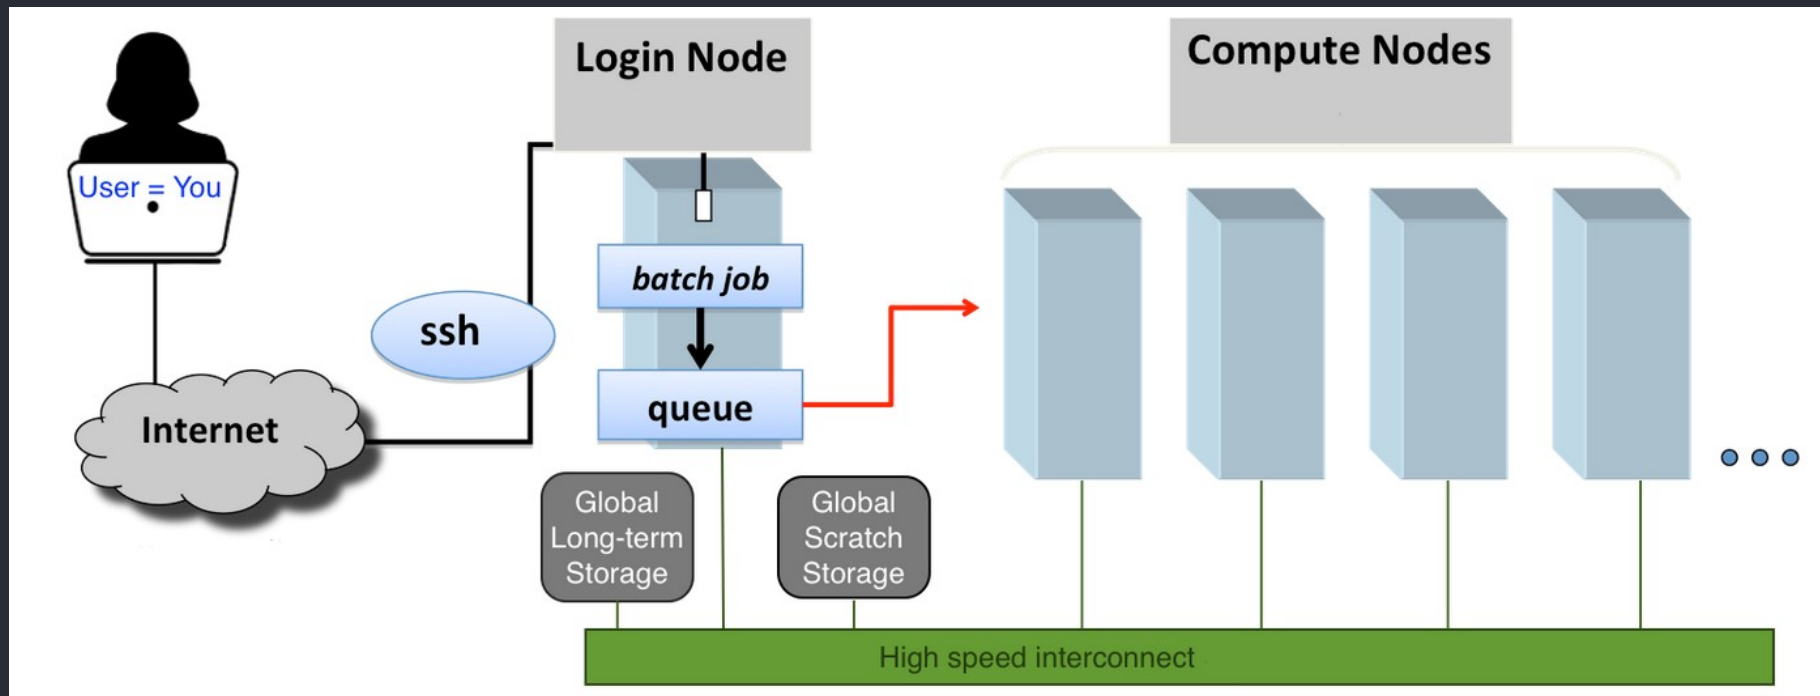 Login Node
Compute Nodes
User = You
batch job
ssh
queue
Internet
Global
Long-term
Storage
Global
Scratch
Storage
High speed interconnect